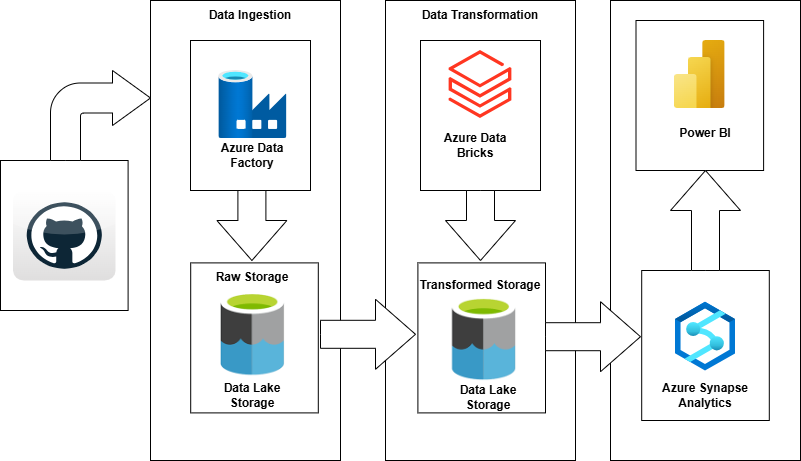 Data Ingestion
Azure Data
Factory
Raw Storage
Data Lake
Storage
Data Transformation
Azure Data
Bricks
Transformed Storage
Data Lake
Storage
Power BI
Azure Synapse
Analytics